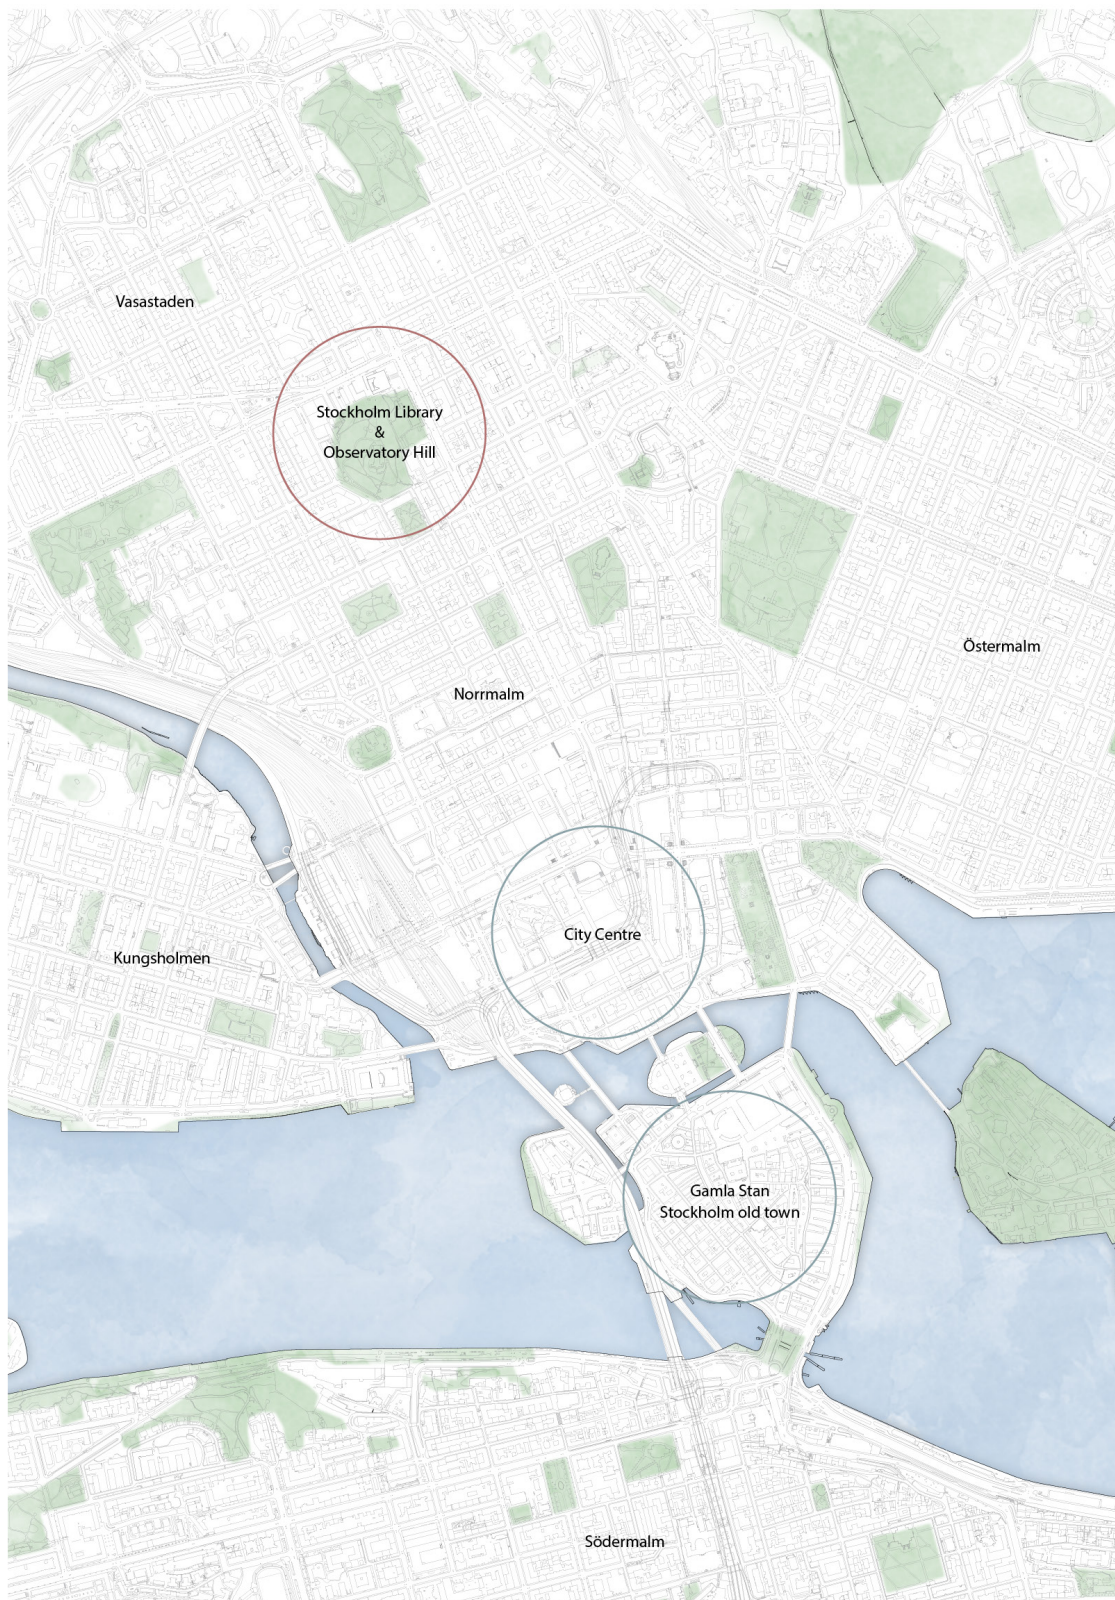 Vasastaden
Stockholm Library
&
Observatory Hill
Östermalm
Norrmalm
City Centre
Kungsholmen
Gamla Stan
Stockholm old town
Södermalm